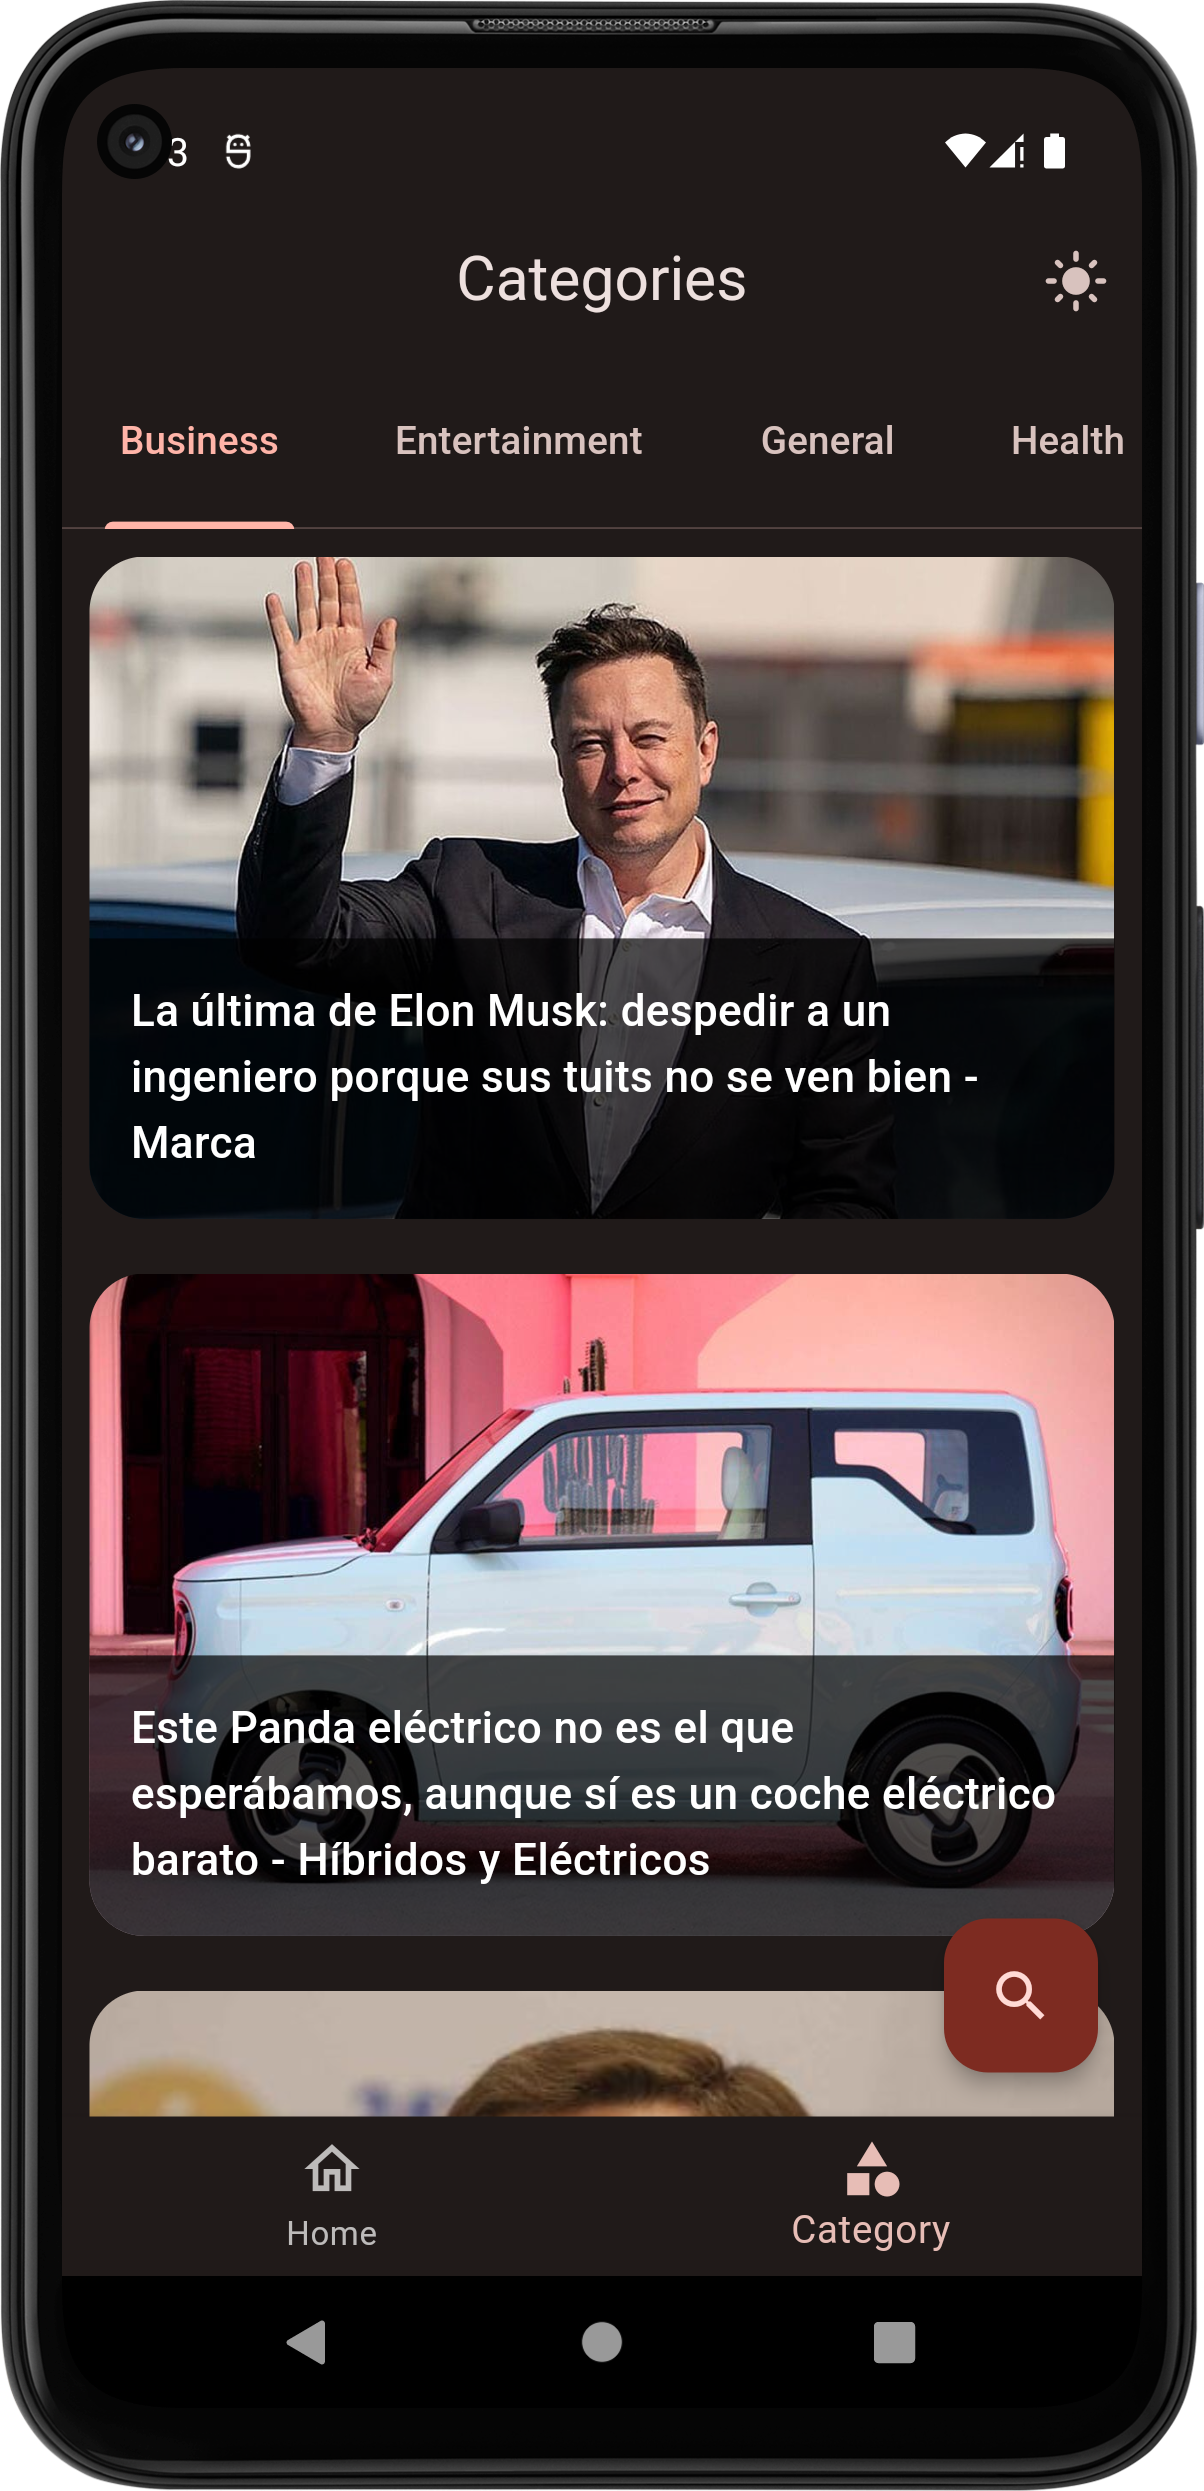 3
Categories
Business Entertainment General Health
La última de Elon Musk: despedir a un
ingeniero porque sus tuits no se ven bien -
Marca
Este Panda eléctrico no es el que
esperábamos, aunque sí es un coche eléctrico
barato - Híbridos y Eléctricos
Home Category